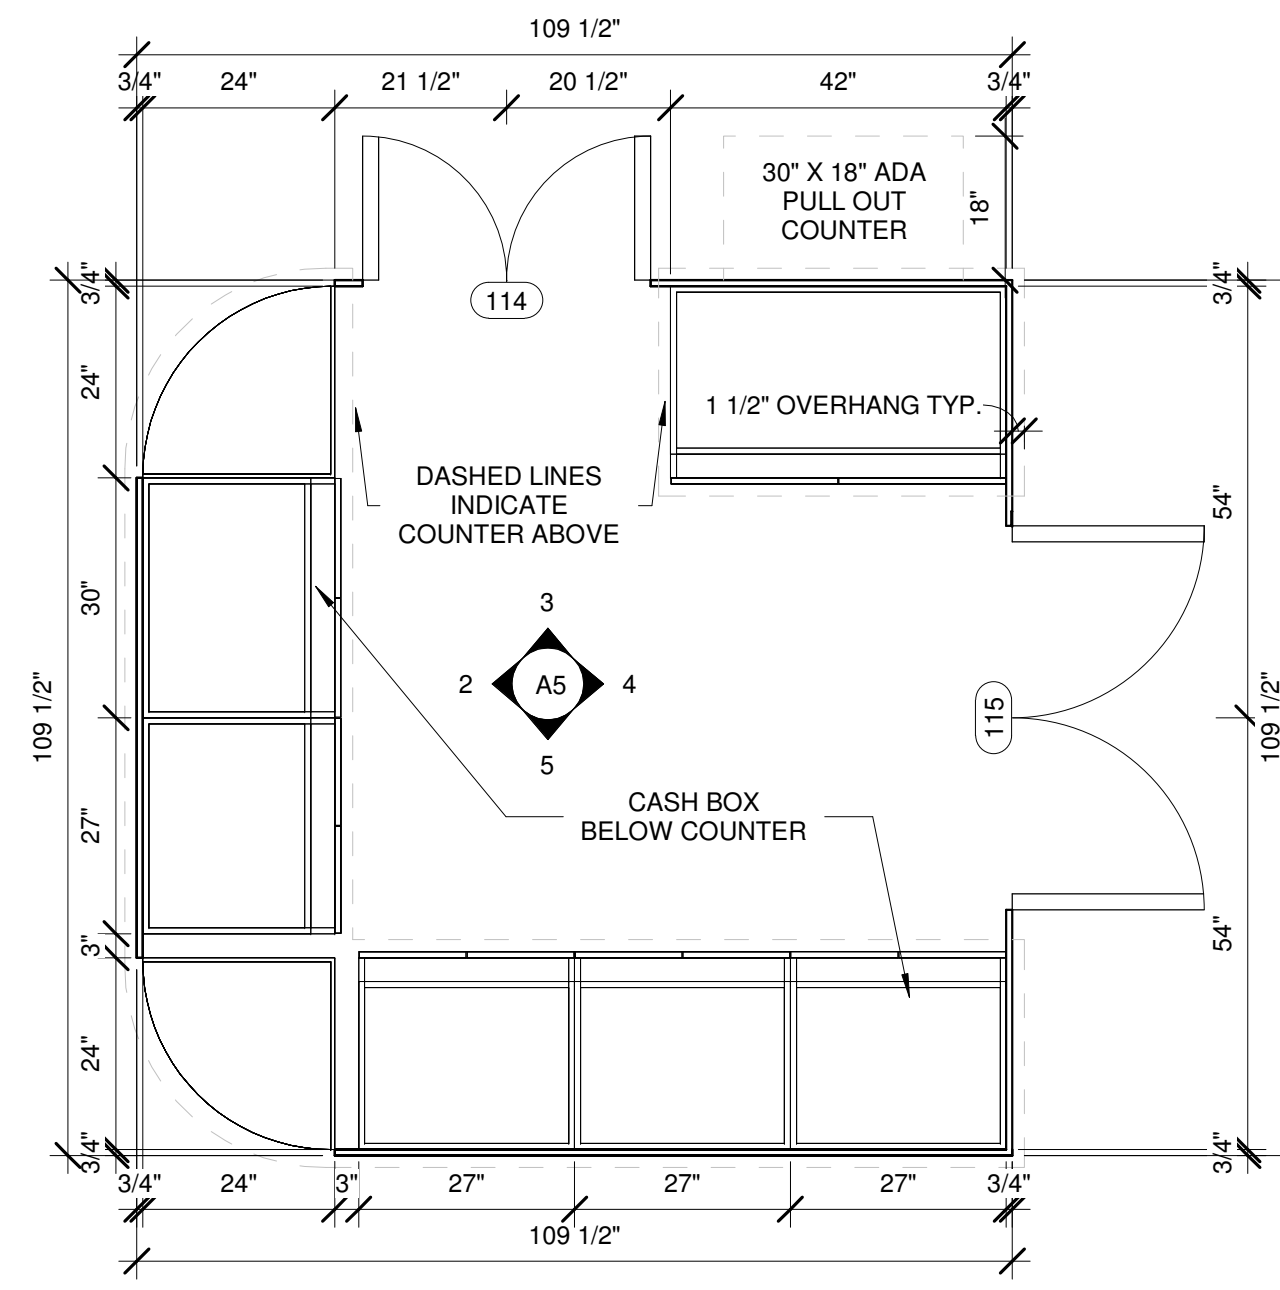 109 1/2"
3/4" 24" 21 1/2" 20 1/2" 42" 3/4"
30" X 18" ADA
PULL OUT
COUNTER
18"
3/4"
114
3/4"
24"
1 1/2" OVERHANG TYP.
DASHED LINES
INDICATE
COUNTER ABOVE
54"
30"
3
2 A5 4
5
109 1/2"
115
109 1/2"
CASH BOX
BELOW COUNTER
27"
3"
54"
24"
3/4"
3/4"
3/4" 24" 3" 27" 27" 27" 3/4"
109 1/2"